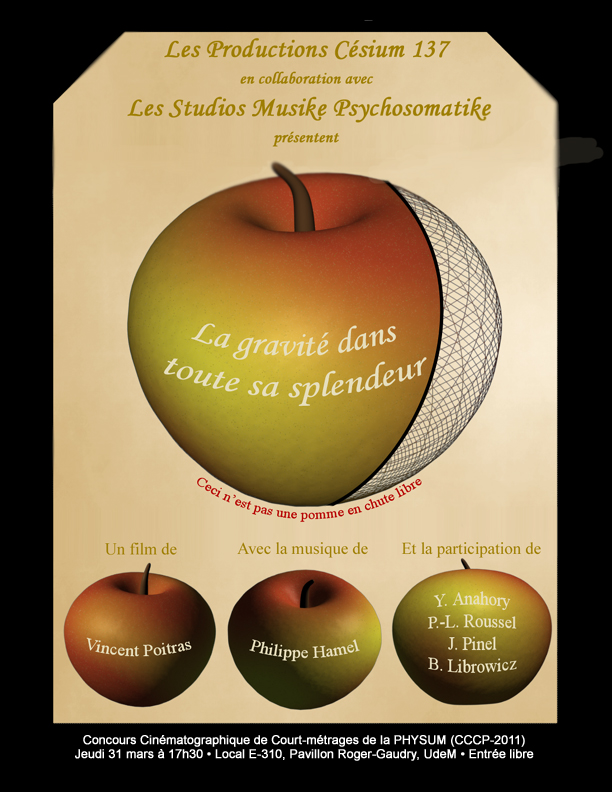 Les Productions Césium 137
en collaboration avec
Les Studios Musike Psychosomatike
présentent
La gravité dans
toute sa splendeur
Ceci n'est pas une pomme en chute libre
Un film de
Vincent Poitras
Avec la musique de
Philippe Hamel
Et la participation de
Y. Anahory
P.-L. Roussel
J. Pinel
B. Librowicz
Concours Cinématographique de Court-métrages de la PHYSUM (CCCP-2011)
Jeudi 31 mars à 17h30 • Local E-310, Pavillon Roger-Gaudry, UdeM • Entrée libre